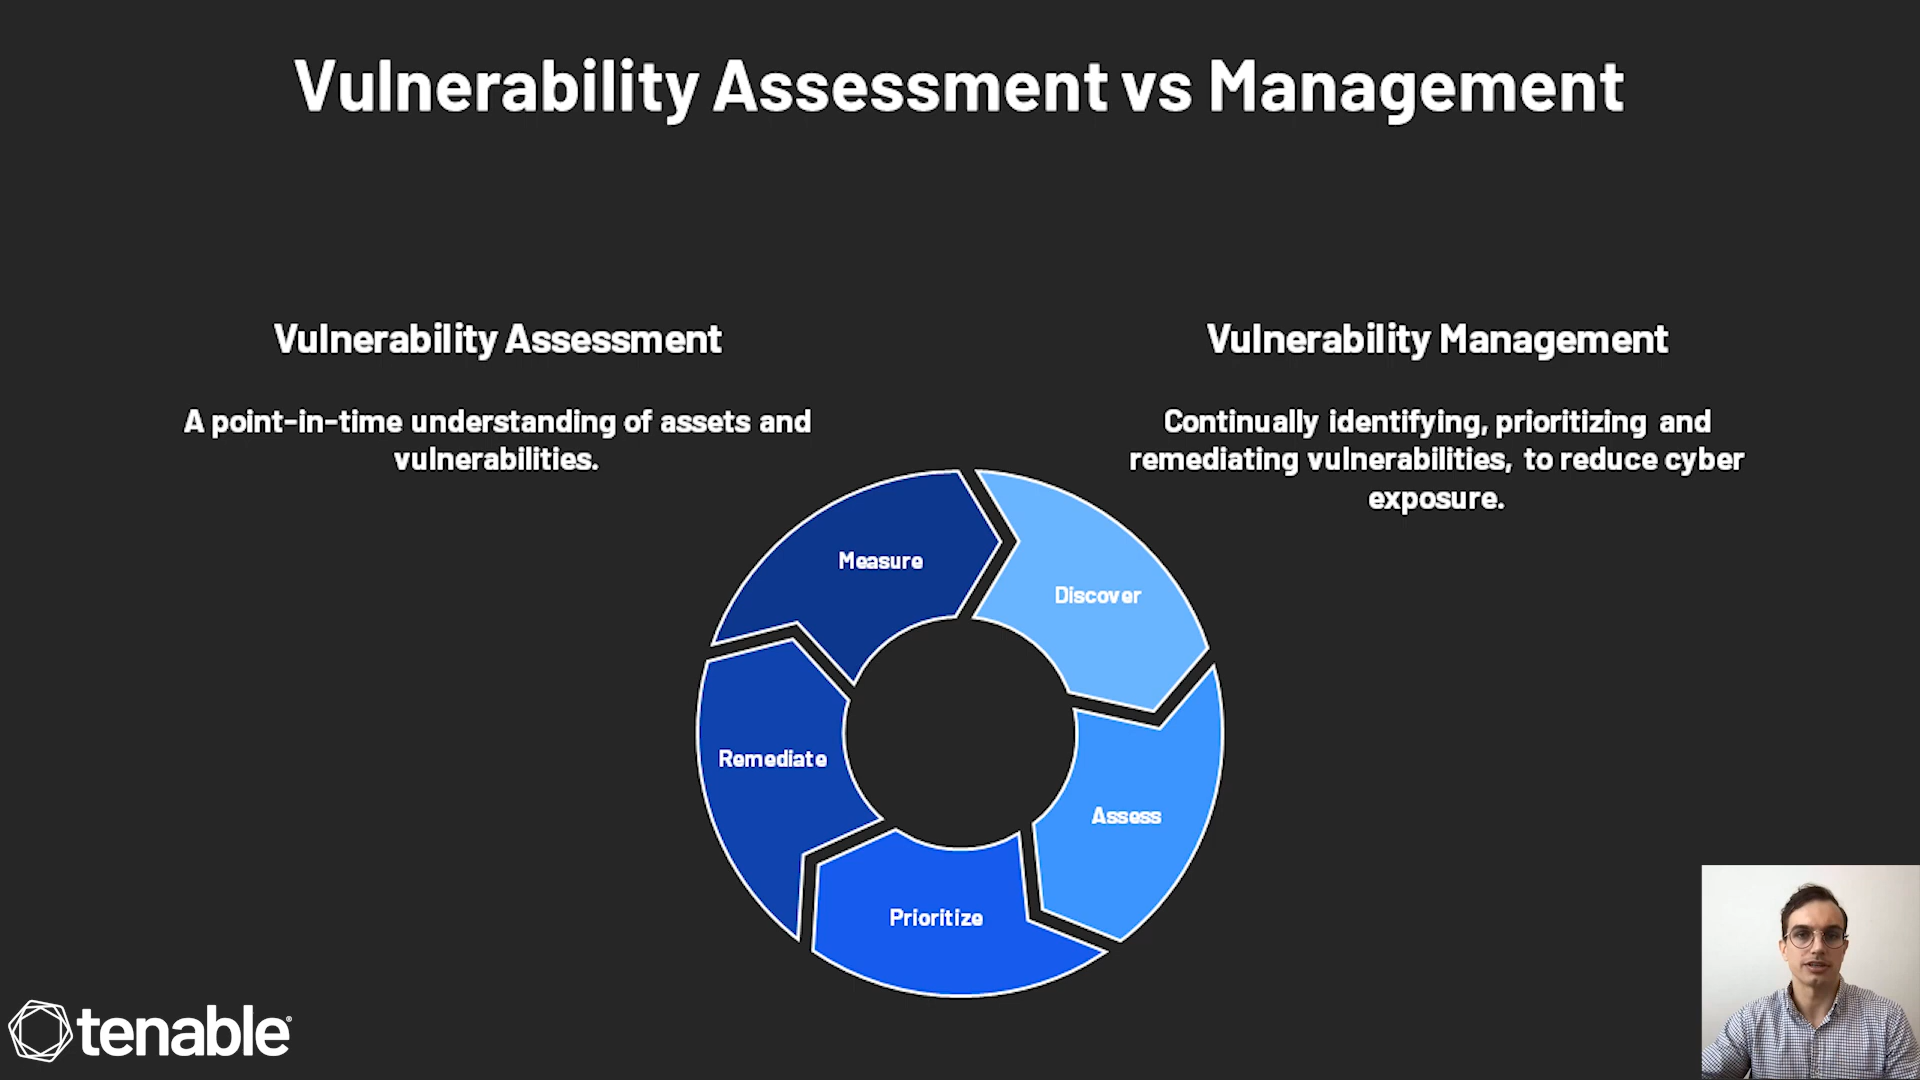 Vulnerability Assessment vs Management
Vulnerability Assessment
A point-in-time understanding of assets and
vulnerabilities.
Vulnerability Management
Continually identifying, prioritizing and
remediating vulnerabilities, to reduce cyber
exposure.
Measure
Discover
Remediate
Assess
Prioritize
tenable®